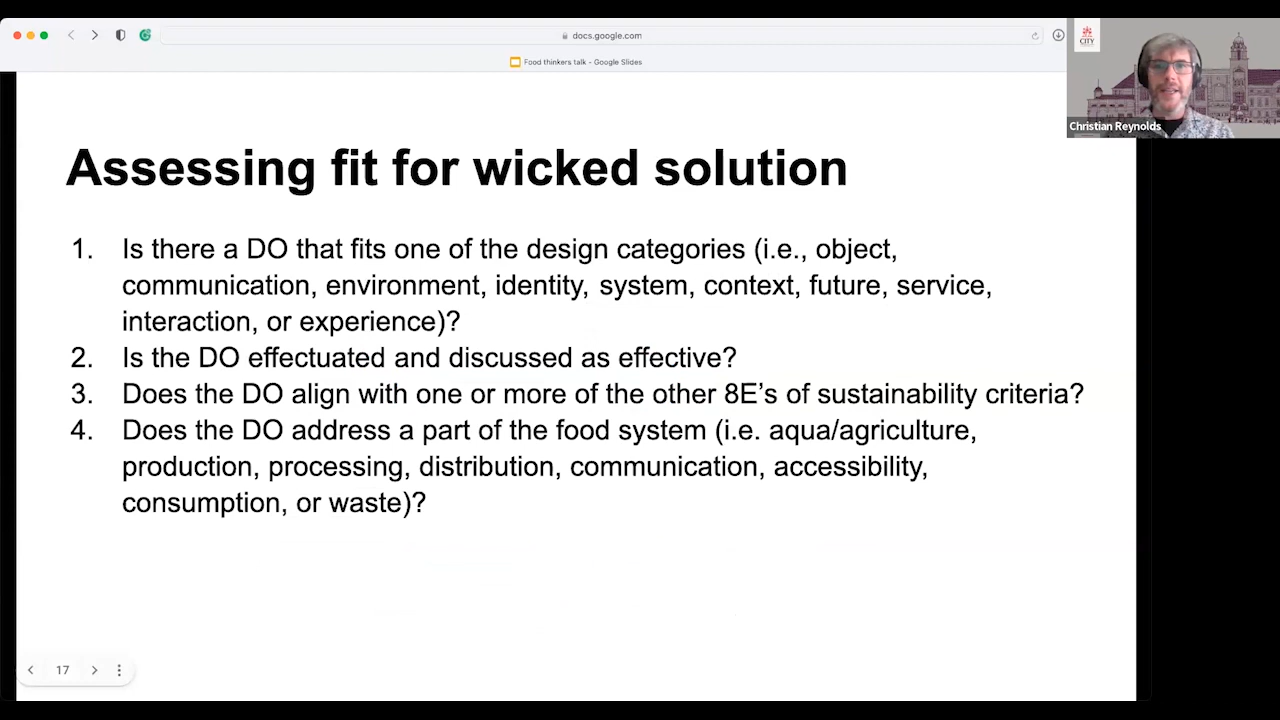 docs.google.com
Food thinkers talk - Google Slides
CITY
Christian Reynolds
Assessing fit for wicked solution
1. Is there a DO that fits one of the design categories (i.e., object,
communication, environment, identity, system, context, future, service,
interaction, or experience)?
2. Is the DO effectuated and discussed as effective?
3. Does the DO align with one or more of the other 8E’s of sustainability criteria?
4. Does the DO address a part of the food system (i.e. aqua/agriculture,
production, processing, distribution, communication, accessibility,
consumption, or waste)?
17